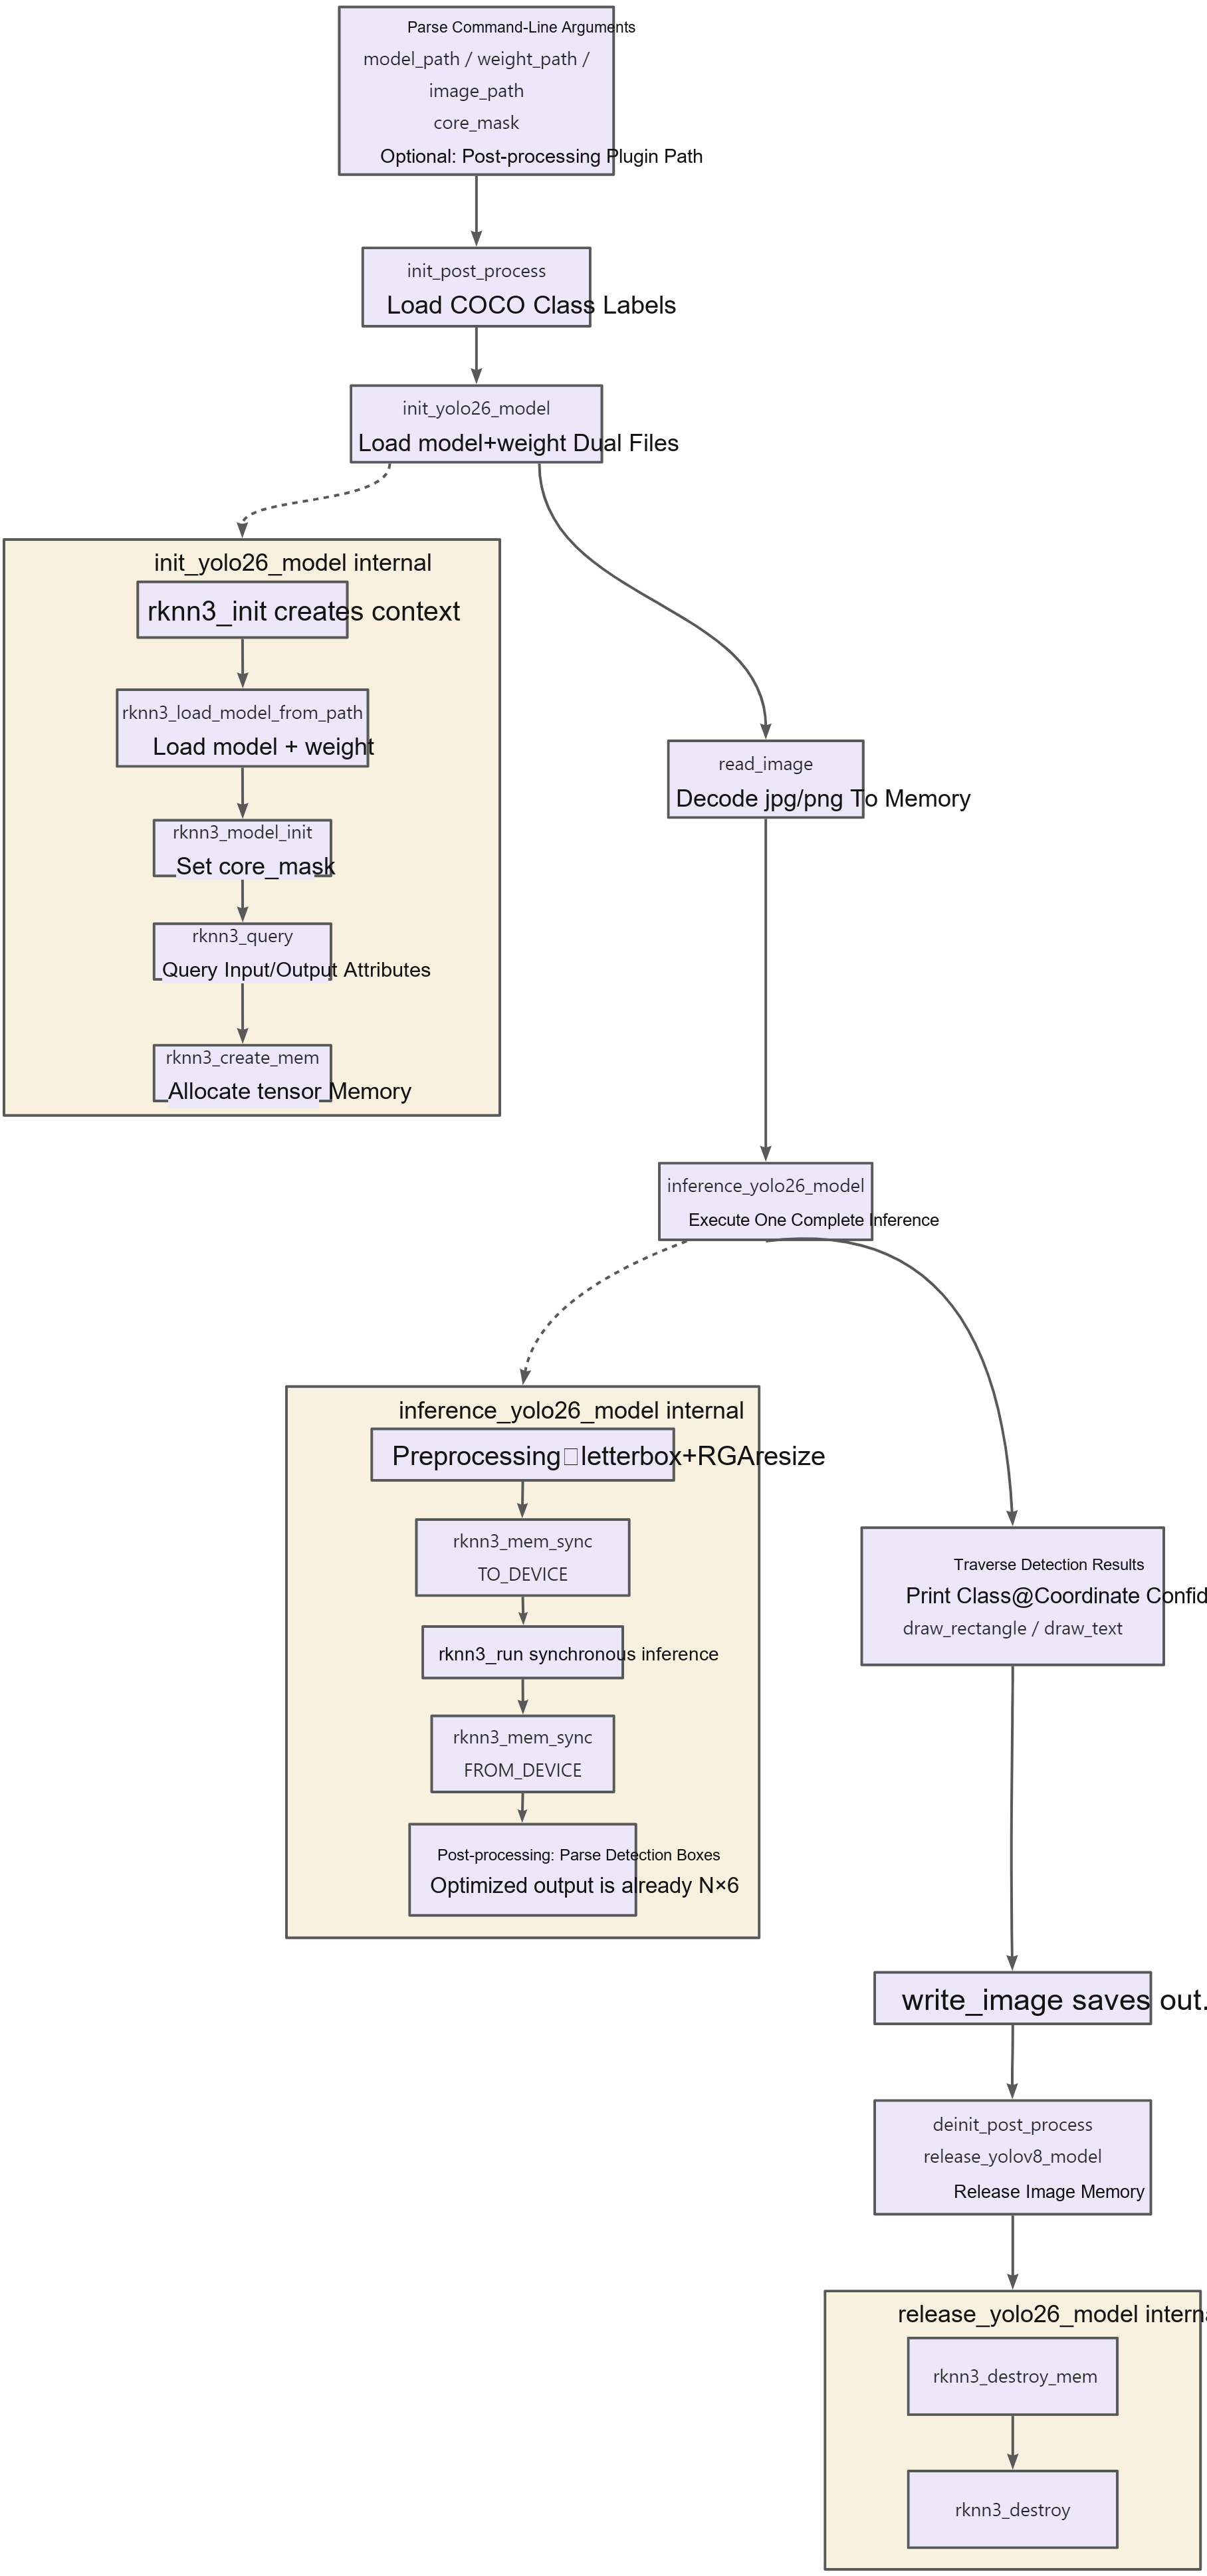 Parse Command-Line Arguments
model_path / weight_path /
image_path
core_mask
Optional: Post-processing Plugin Path
init_post_process
Load COCO Class Labels
init_yolo26_model
Load model+weight Dual Files
init_yolo26_model internal
rknn3_init creates context
rknn3_load_model_from_path
Load model + weight
rknn3_model_init
Set core_mask
rknn3_query
Query Input/Output Attributes
rknn3_create_mem
Allocate tensor Memory
read_image
Decode jpg/png To Memory
inference_yolo26_model
Execute One Complete Inference
inference_yolo26_model internal
Preprocessing□letterbox+RGAresize
rknn3_mem_sync
TO_DEVICE
rknn3_run synchronous inference
rknn3_mem_sync
FROM_DEVICE
Post-processing: Parse Detection Boxes
Optimized output is already N×6
Traverse Detection Results
Print Class@Coordinate Confid
draw_rectangle / draw_text
write_image saves out.
deinit_post_process
release_yolov8_model
Release Image Memory
release_yolo26_model interna
rknn3_destroy_mem
rknn3_destroy